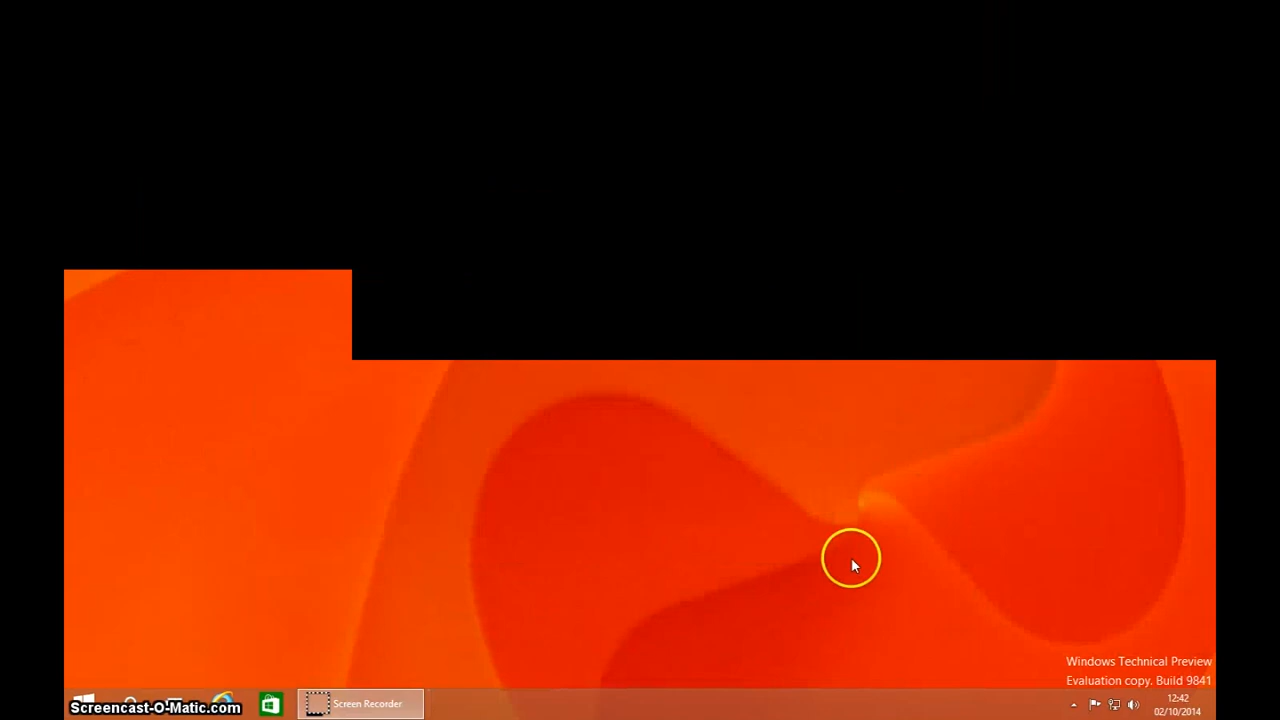 Windows Technical Preview
Evaluation copy. Build 9841
Screencast-O-Matic.com
Screen Recorder
12:42
02/10/2014